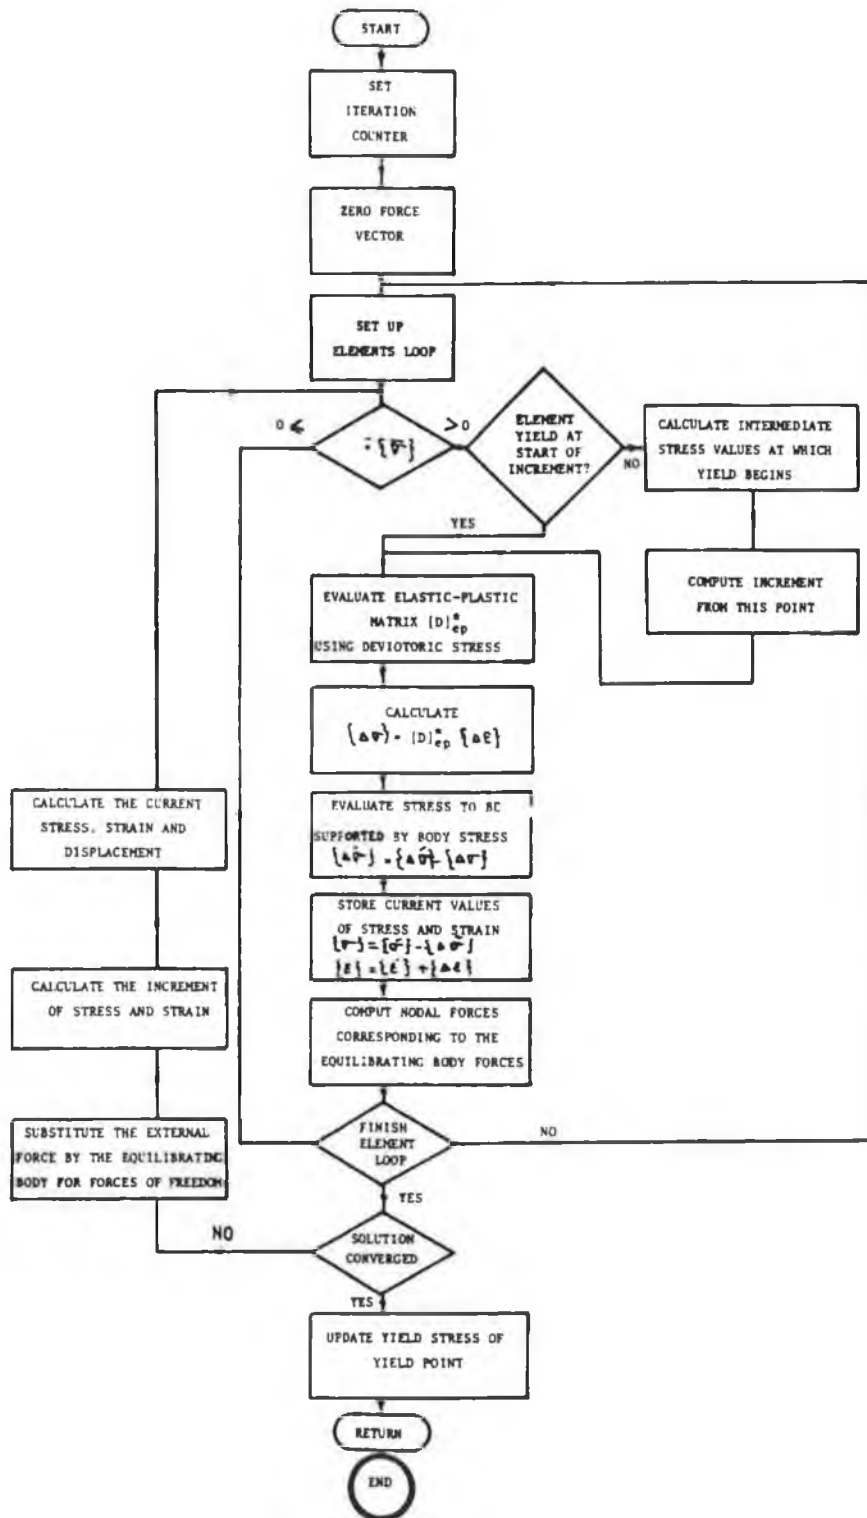 START
SET
ITERATION
COUNTER
ZERO FORCE
VECTOR
SET UP
ELEMENTS LOOP
0 ⩽
> 0
= {σ̄}
ELEMENT
YIELD AT
START OF
INCREMENT?
NO
CALCULATE INTERMEDIATE
STRESS VALUES AT WHICH
YIELD BEGINS
YES
COMPUTE INCREMENT
FROM THIS POINT
EVALUATE ELASTIC-PLASTIC
MATRIX [D]*ep
USING DEVIOTORIC STRESS
CALCULATE
{Δσ} = [D]*ep {Δε}
EVALUATE STRESS TO BE
SUPPORTED BY BODY STRESS
{Δσ̄} = {Δσ́} - {Δσ}
STORE CURRENT VALUES
OF STRESS AND STRAIN
{σ} = {σ́} - {Δσ̄}
{ε} = {έ} + {Δε}
COMPUT NODAL FORCES
CORRESPONDING TO THE
EQUILIBRATING BODY FORCES
CALCULATE THE CURRENT
STRESS, STRAIN AND
DISPLACEMENT
CALCULATE THE INCREMENT
OF STRESS AND STRAIN
SUBSTITUTE THE EXTERNAL
FORCE BY THE EQUILIBRATING
BODY FOR FORCES OF FREEDOM
FINISH
ELEMENT
LOOP
NO
YES
NO
SOLUTION
CONVERGED
YES
UPDATE YIELD STRESS OF
YIELD POINT
RETURN
END